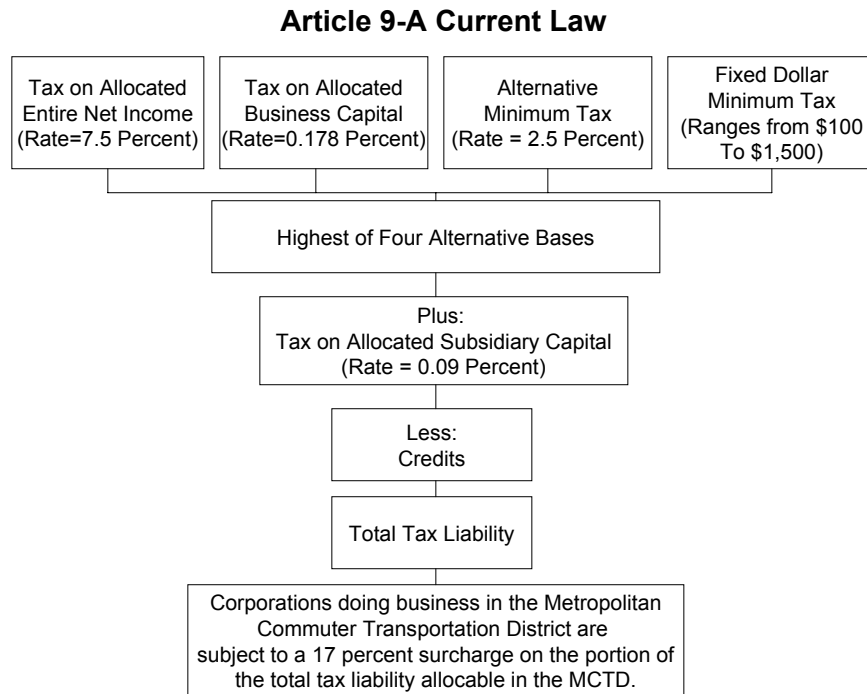 Article 9-A Current Law
Tax on Allocated
Entire Net Income
(Rate=7.5 Percent)
Tax on Allocated
Business Capital
(Rate=0.178 Percent)
Alternative
Minimum Tax
(Rate = 2.5 Percent)
Fixed Dollar
Minimum Tax
(Ranges from $100
To $1,500)
Highest of Four Alternative Bases
Plus:
Tax on Allocated Subsidiary Capital
(Rate = 0.09 Percent)
Less:
Credits
Total Tax Liability
Corporations doing business in the Metropolitan
Commuter Transportation District are
subject to a 17 percent surcharge on the portion of
the total tax liability allocable in the MCTD.